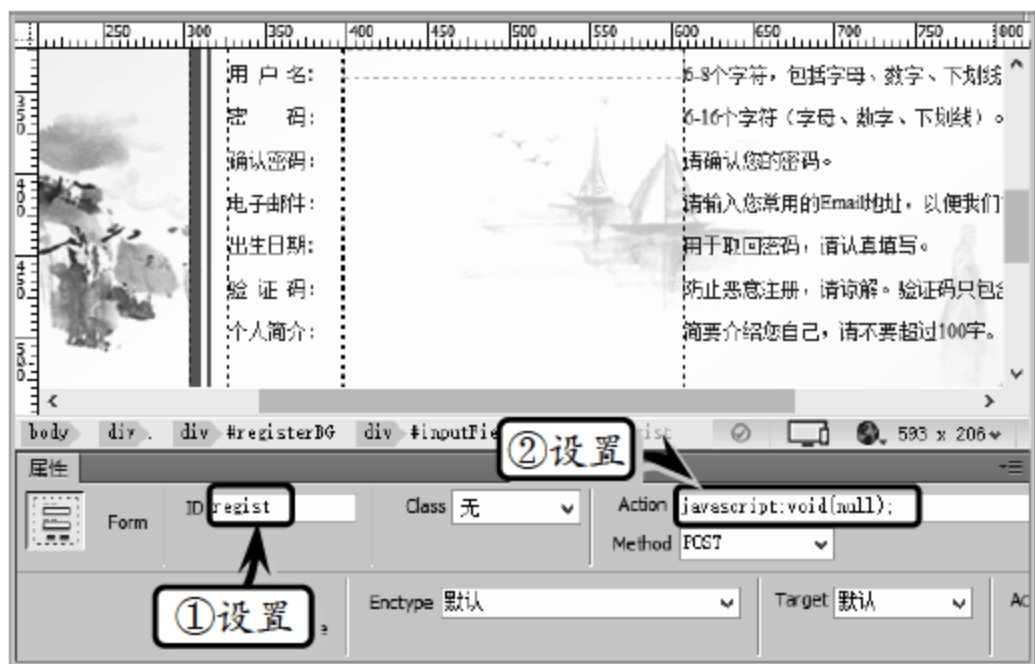 250 300 350 400 450 500 550 600 650 700 750 800
用 户 名: 6-8个字符，包括字母、数字、下划线
密 码: 6-16个字符（字母、数字、下划线）。
确认密码: 请确认您的密码。
电子邮件: 请输入您常用的Email地址，以便我们
出生日期: 用于取回密码，请认真填写。
验 证 码: 防止恶意注册，请谅解。验证码只包含
个人简介: 简要介绍您自己，请不要超过100字。
body div . div #registerBG div #inputFie 593 x 206
②设置
属性
Form ID regist Class 无 Action javascript:void(null);
Method POST
①设置 Enctype 默认 Target 默认 Ac